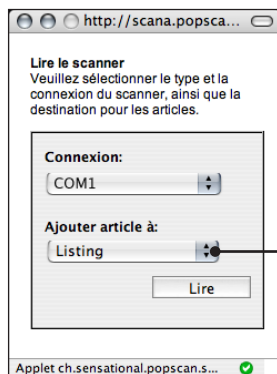 http://scana.popsca...
Lire le scanner
Veuillez sélectionner le type et la
connexion du scanner, ainsi que la
destination pour les articles.
Connexion:
COM1
Ajouter article à:
Listing
Lire
Applet ch.sensational.popscan.s...